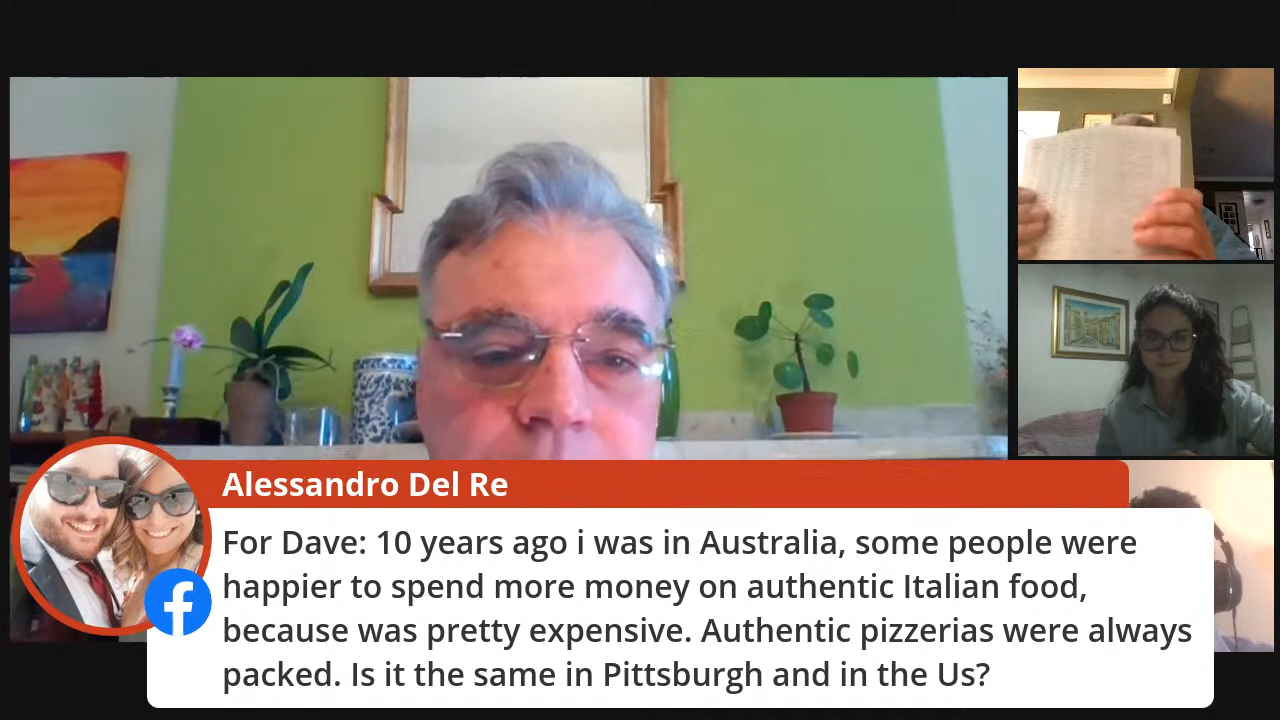 Alessandro Del Re
For Dave: 10 years ago i was in Australia, some people were
happier to spend more money on authentic Italian food,
because was pretty expensive. Authentic pizzerias were always
packed. Is it the same in Pittsburgh and in the Us?